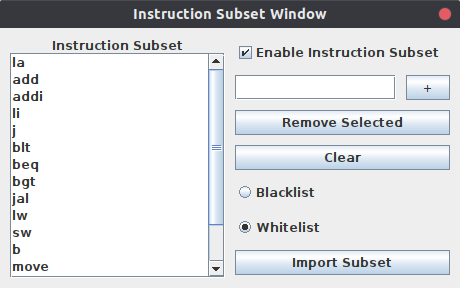 Instruction Subset Window
Instruction Subset
la
add
addi
li
j
blt
beq
bgt
jal
lw
sw
b
move
Enable Instruction Subset
+
Remove Selected
Clear
Blacklist
Whitelist
Import Subset